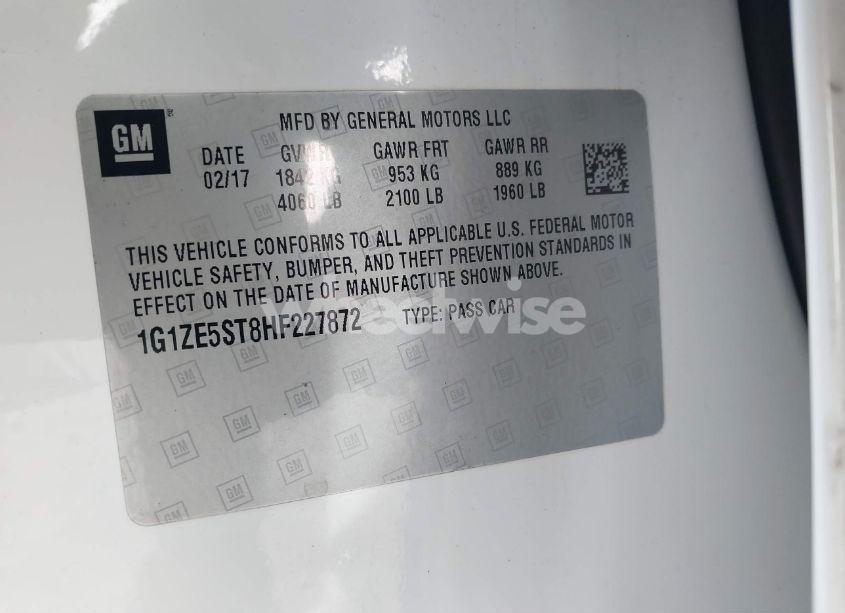 GM
MFD BY GENERAL MOTORS LLC
DATE GVWR GAWR FRT GAWR RR
02/17 1842 KG 953 KG 889 KG
4060 LB 2100 LB 1960 LB
THIS VEHICLE CONFORMS TO ALL APPLICABLE U.S. FEDERAL MOTOR
VEHICLE SAFETY, BUMPER, AND THEFT PREVENTION STANDARDS IN
EFFECT ON THE DATE OF MANUFACTURE SHOWN ABOVE.
1G1ZE5ST8HF227872 TYPE: PASS CAR